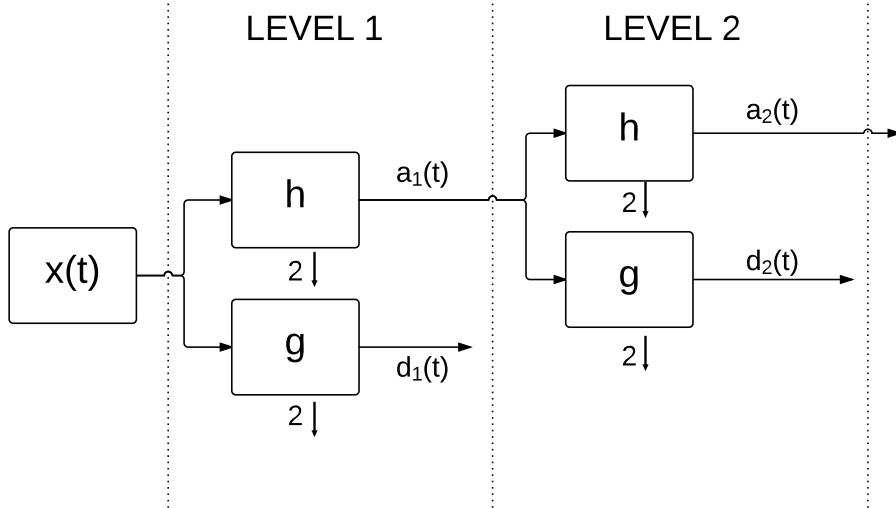 LEVEL 1
LEVEL 2
x(t)
h
2
a₁(t)
g
2
d₁(t)
h
2
a₂(t)
g
2
d₂(t)